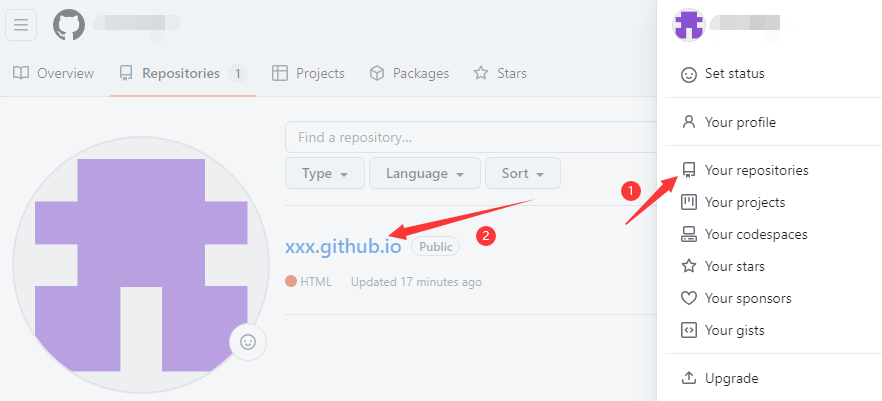 Overview
Repositories 1
Projects
Packages
Stars
Find a repository...
Type
Language
Sort
xxx.github.io Public
HTML Updated 17 minutes ago
2
Set status
Your profile
1
Your repositories
Your projects
Your codespaces
Your stars
Your sponsors
Your gists
Upgrade